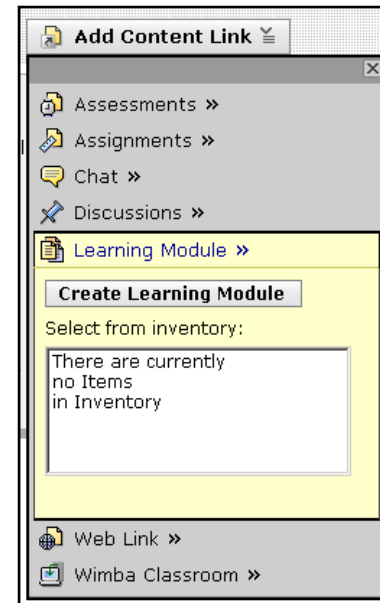 Add Content Link
Assessments »
Assignments »
Chat »
Discussions »
Learning Module »
Create Learning Module
Select from inventory:
There are currently
no Items
in Inventory
Web Link »
Wimba Classroom »